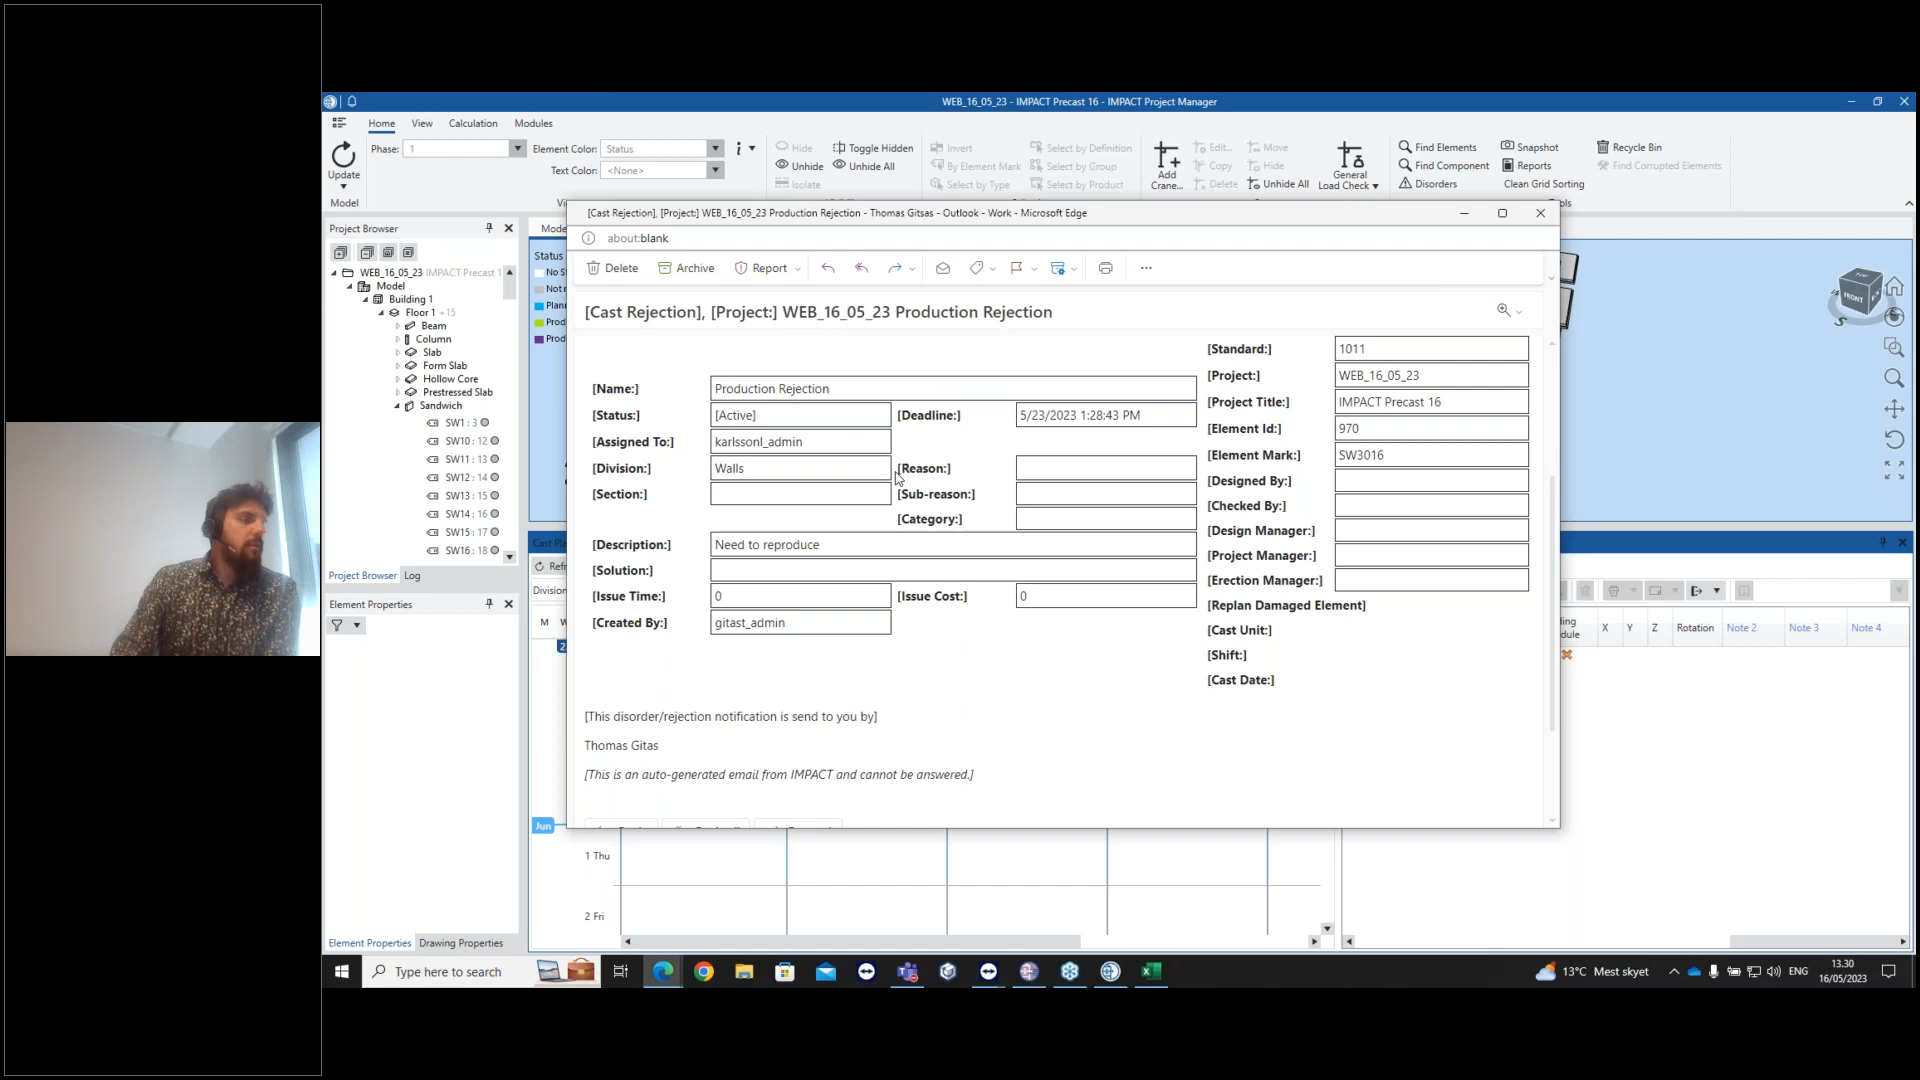 WEB_16_05_23 - IMPACT Precast 16 - IMPACT Project Manager
Home View Calculation Modules
Update
Model
Phase: 1
Element Color: Status
Text Color: <None>
Hide Toggle Hidden
Unhide Unhide All
Isolate
Invert Select by Definition
By Element Mark Select by Group
Select by Type Select by Product
Add
Crane...
Edit... Move
Copy Hide
Delete Unhide All
General
Load Check
Find Elements Snapshot Recycle Bin
Find Component Reports Find Corrupted Elements
Disorders Clean Grid Sorting
Project Browser
WEB_16_05_23 IMPACT Precast 1
Model
Building 1
Floor 1 +15
Beam
Column
Slab
Form Slab
Hollow Core
Prestressed Slab
Sandwich
SW1 : 3
SW10 : 12
SW11 : 13
SW12 : 14
SW13 : 15
SW14 : 16
SW15 : 17
SW16 : 18
Project Browser Log
Element Properties
Element Properties Drawing Properties
Status
[Cast Rejection], [Project:] WEB_16_05_23 Production Rejection - Thomas Gitsas - Outlook - Work - Microsoft Edge
about:blank
Delete Archive Report
[Cast Rejection], [Project:] WEB_16_05_23 Production Rejection
[Name:] Production Rejection
[Status:] [Active] [Deadline:] 5/23/2023 1:28:43 PM
[Assigned To:] karlssonl_admin
[Division:] Walls [Reason:]
[Section:] [Sub-reason:]
[Category:]
[Description:] Need to reproduce
[Solution:]
[Issue Time:] 0 [Issue Cost:] 0
[Created By:] gitast_admin
[Standard:] 1011
[Project:] WEB_16_05_23
[Project Title:] IMPACT Precast 16
[Element Id:] 970
[Element Mark:] SW3016
[Designed By:]
[Checked By:]
[Design Manager:]
[Project Manager:]
[Erection Manager:]
[Replan Damaged Element]
[Cast Unit:]
[Shift:]
[Cast Date:]
[This disorder/rejection notification is send to you by]
Thomas Gitas
[This is an auto-generated email from IMPACT and cannot be answered.]
FRONT
S
Division
M
X Y Z Rotation Note 2 Note 3 Note 4
Jun
1 Thu
2 Fri
Type here to search
13°C Mest skyet
ENG
13.30
16/05/2023